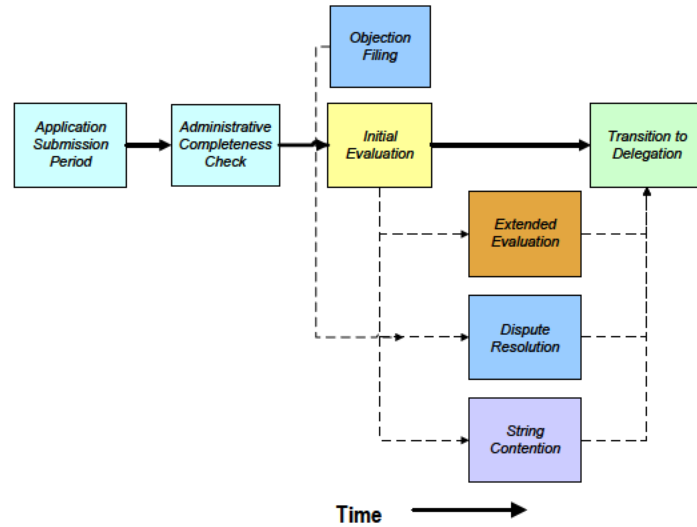 Objection
Filing
Application
Submission
Period
Administrative
Completeness
Check
Initial
Evaluation
Transition to
Delegation
Extended
Evaluation
Dispute
Resolution
String
Contention
Time